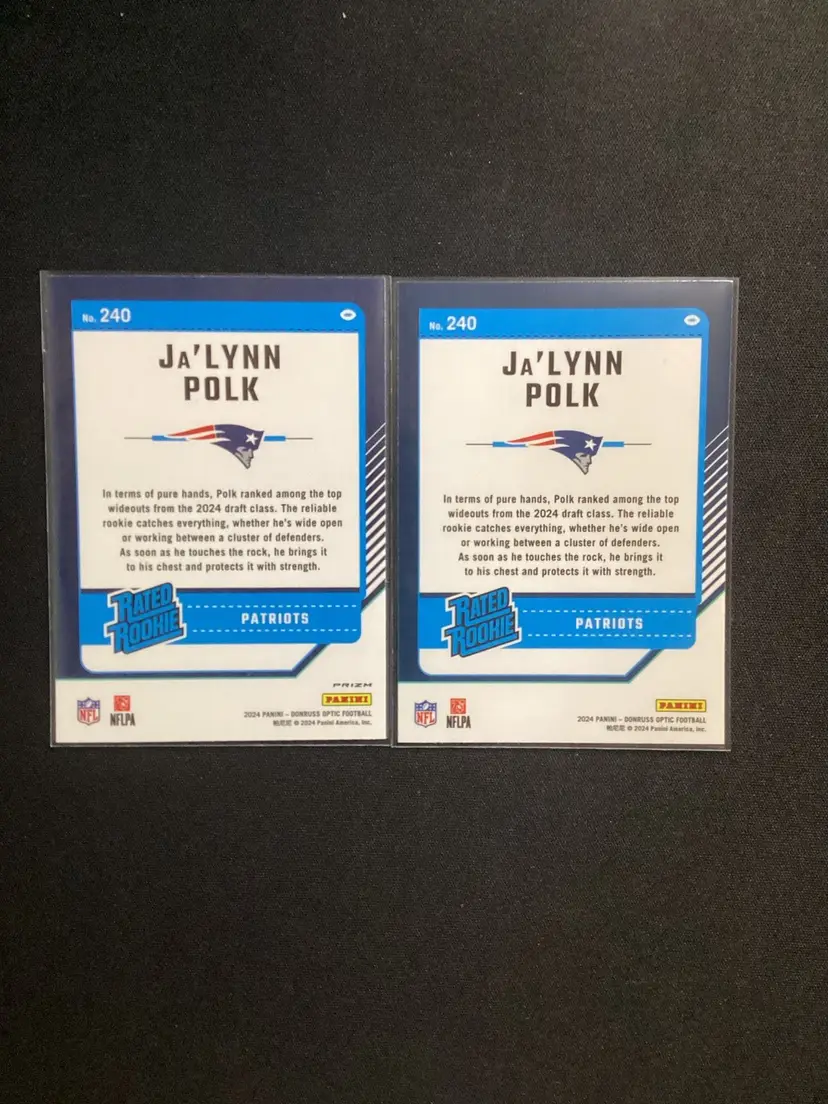 No. 240
JA'LYNN
POLK
In terms of pure hands, Polk ranked among the top
wideouts from the 2024 draft class. The reliable
rookie catches everything, whether he's wide open
or working between a cluster of defenders.
As soon as he touches the rock, he brings it
to his chest and protects it with strength.
RATED
ROOKIE
PATRIOTS
PRIZM
PANINI
NFL
NFLPA
2024 PANINI – DONRUSS OPTIC FOOTBALL
帕尼尼 © 2024 Panini America, Inc.
No. 240
JA'LYNN
POLK
In terms of pure hands, Polk ranked among the top
wideouts from the 2024 draft class. The reliable
rookie catches everything, whether he's wide open
or working between a cluster of defenders.
As soon as he touches the rock, he brings it
to his chest and protects it with strength.
RATED
ROOKIE
PATRIOTS
PANINI
NFL
NFLPA
2024 PANINI – DONRUSS OPTIC FOOTBALL
帕尼尼 © 2024 Panini America, Inc.